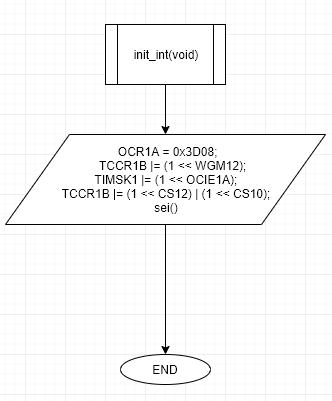 init_int(void)
OCR1A = 0x3D08;
TCCR1B |= (1 << WGM12);
TIMSK1 |= (1 << OCIE1A);
TCCR1B |= (1 << CS12) | (1 << CS10);
sei()
END